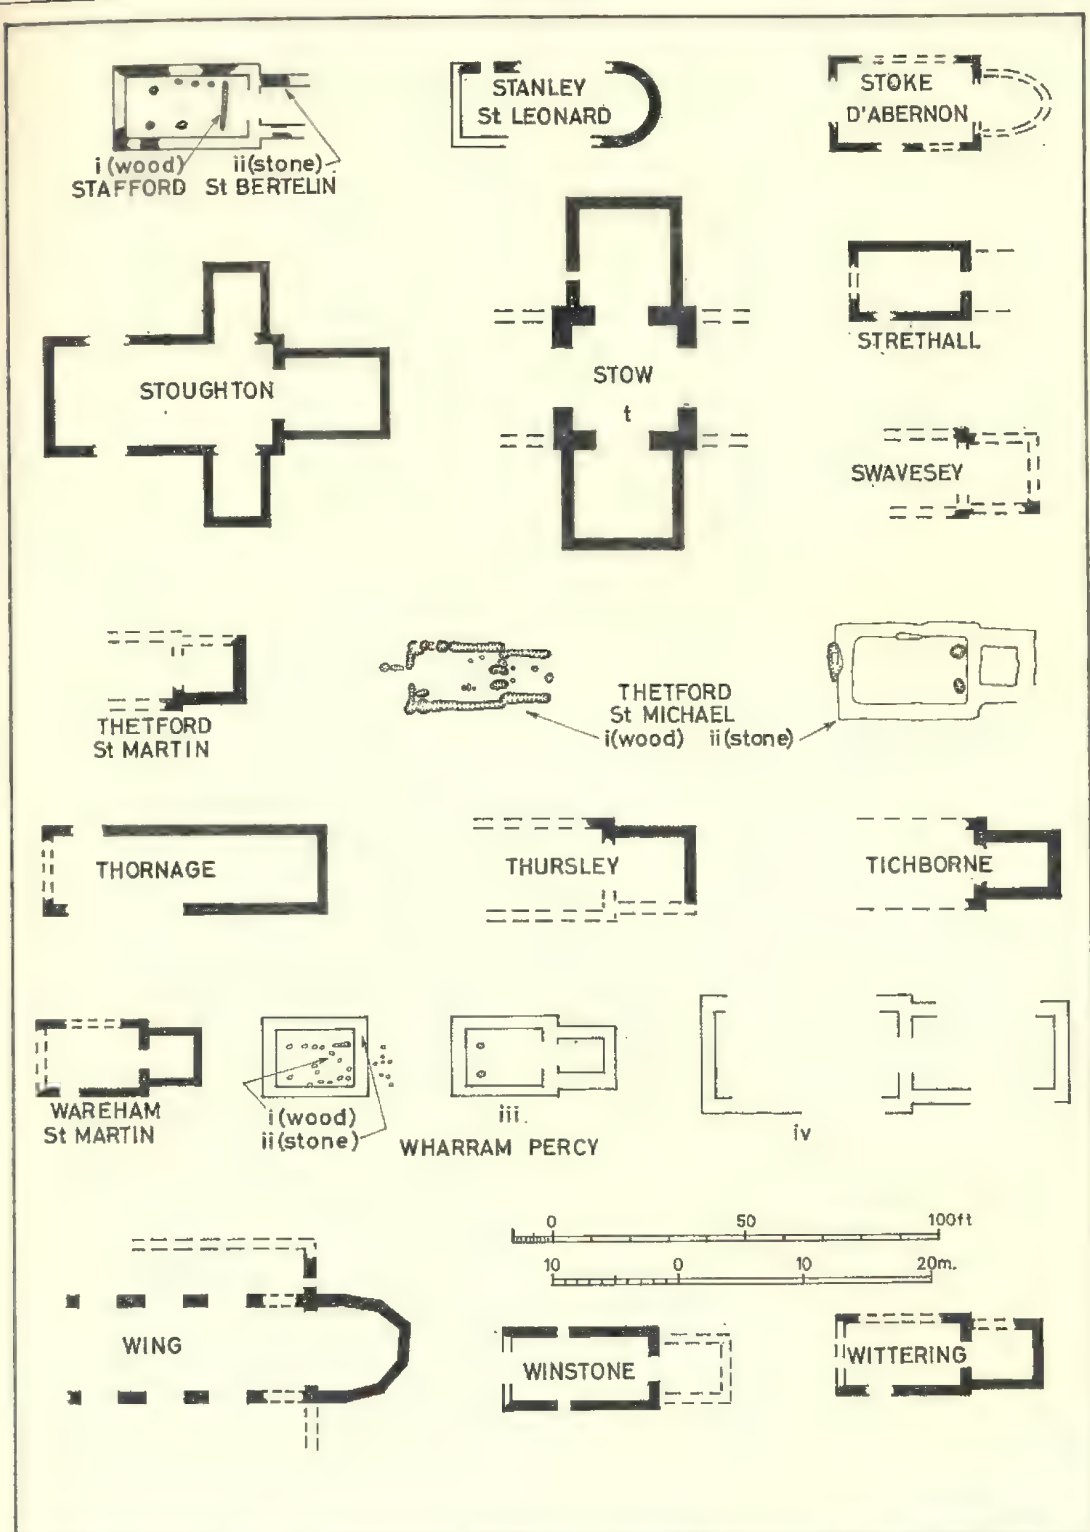 i (wood) ii(stone)
STAFFORD St BERTELIN
STANLEY
St LEONARD
STOKE
D'ABERNON
STOUGHTON
STOW
t
STRETHALL
SWAVESEY
THETFORD
St MARTIN
THETFORD
St MICHAEL
i(wood) ii(stone)
THORNAGE
THURSLEY
TICHBORNE
WAREHAM
St MARTIN
i(wood)
ii(stone)
iii.
WHARRAM PERCY
iv
0 50 100ft
10 0 10 20m.
WING
WINSTONE
WITTERING